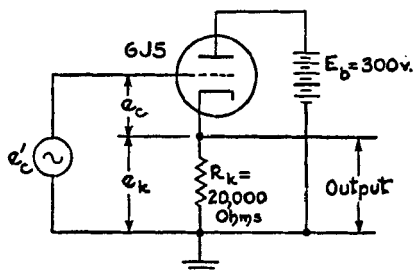 6J5
E_b=300v.
e_c
e'_c
e_k
R_k=
20,000
Ohms
Output